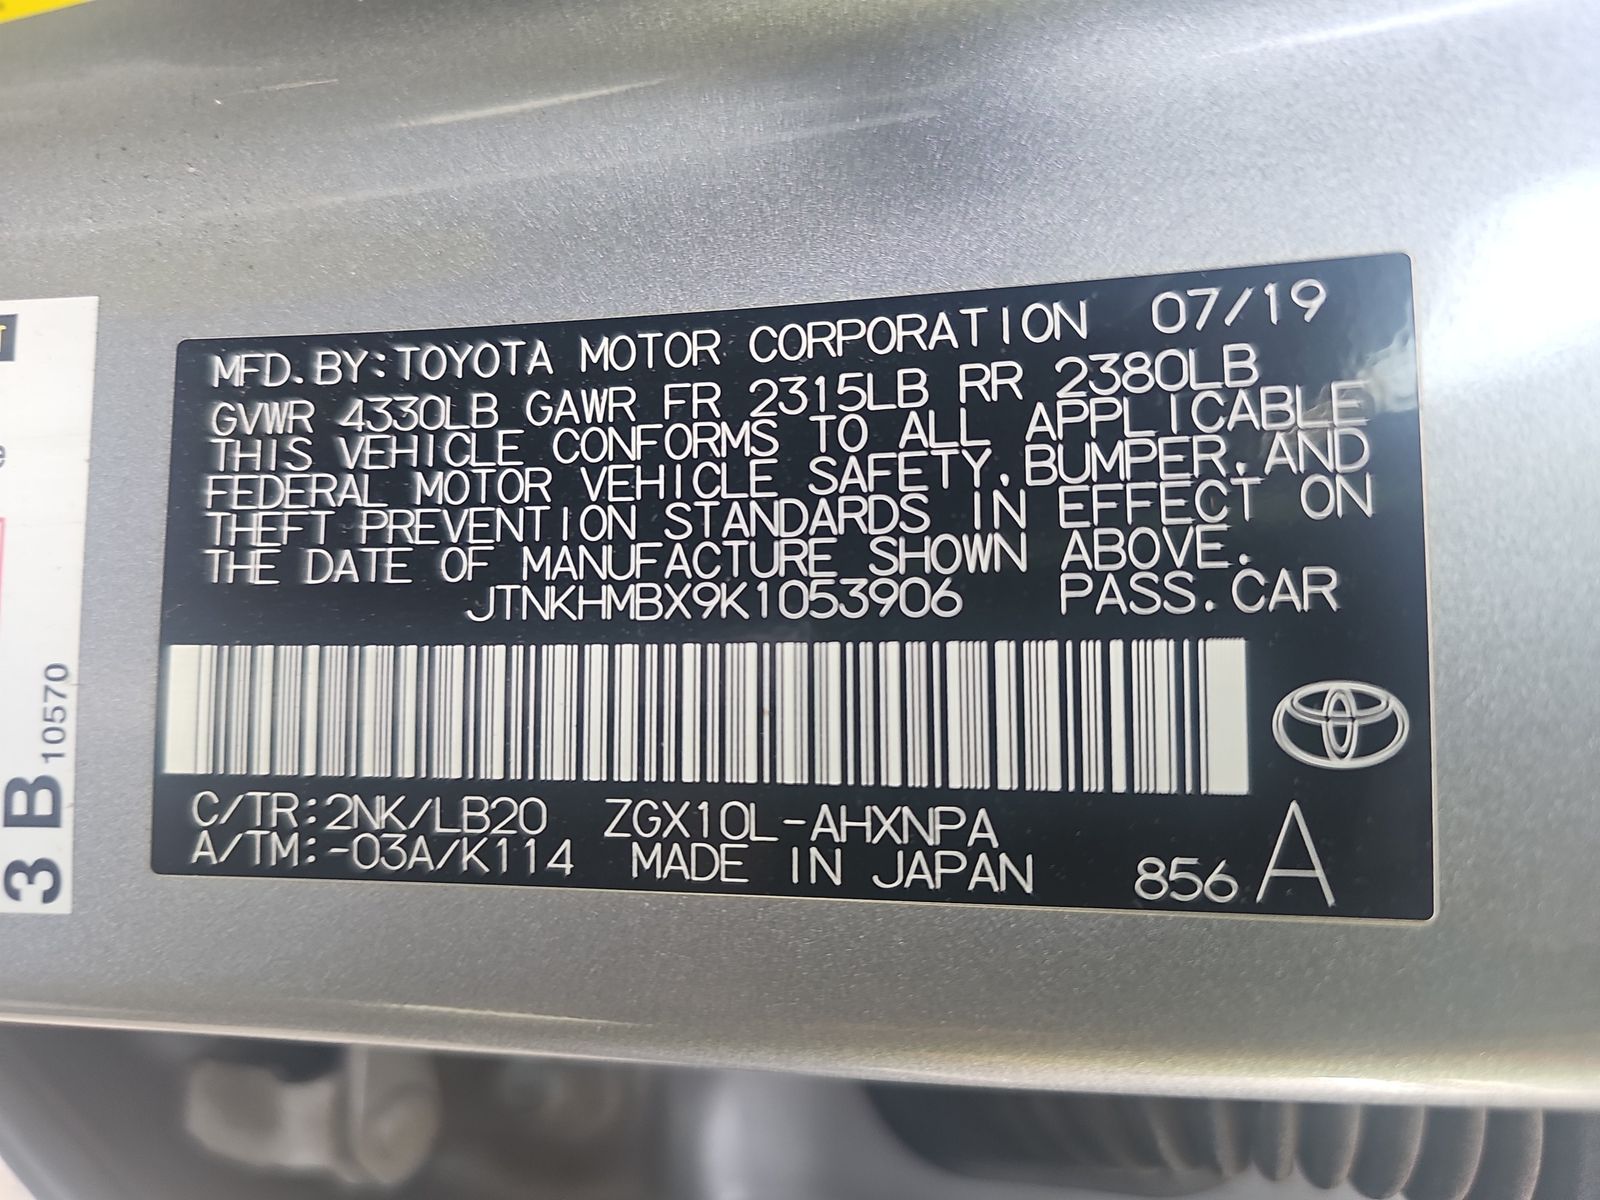 MFD. BY: TOYOTA MOTOR CORPORATION 07/19
GVWR 4330LB GAWR FR 2315LB RR 2380LB
THIS VEHICLE CONFORMS TO ALL APPLICABLE
FEDERAL MOTOR VEHICLE SAFETY, BUMPER, AND
THEFT PREVENTION STANDARDS IN EFFECT ON
THE DATE OF MANUFACTURE SHOWN ABOVE.
JTNKHMBX9K1053906 PASS. CAR
C/TR: 2NK/LB20 ZGX10L-AHXNPA
A/TM: -03A/K114 MADE IN JAPAN 856 A
3 B 10570